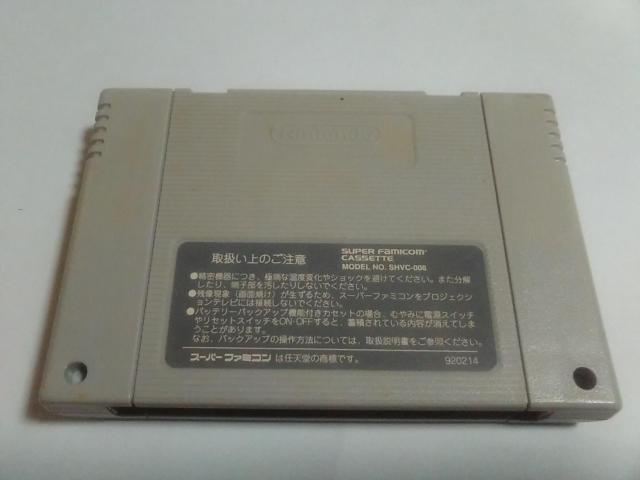 Nintendo
取扱い上のご注意
SUPER FAMICOM
CASSETTE
MODEL NO. SHVC-006
●精密機器につき、極端な温度変化やショックを避けてください。また分解
したり、端子部を汚したりしないでください。
●残像現象（画面焼け）が生ずるため、スーパーファミコンをプロジェクシ
ョンテレビには接続しないでください。
●バッテリーバックアップ機能付きカセットの場合、むやみに電源スイッチ
やリセットスイッチをON・OFFすると、蓄積されている内容が消えてしま
うことがあります。
なお、バックアップの操作方法については、取扱説明書をご参照ください。
スーパーファミコン は任天堂の商標です。
920214